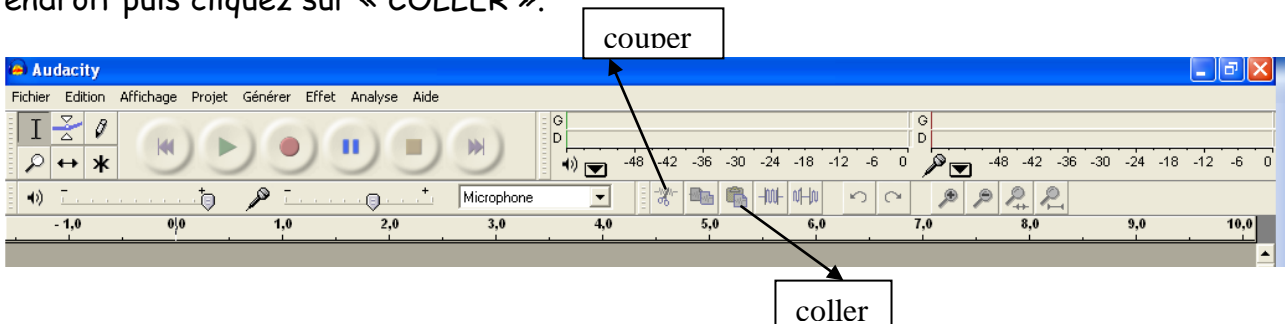 endroit puis cliquez sur « COLLER ».
couper
Audacity
Fichier Edition Affichage Projet Générer Effet Analyse Aide
G G
D D
-48 -42 -36 -30 -24 -18 -12 -6 0 -48 -42 -36 -30 -24 -18 -12 -6 0
- + - + Microphone
- 1,0 0,0 1,0 2,0 3,0 4,0 5,0 6,0 7,0 8,0 9,0 10,0
coller